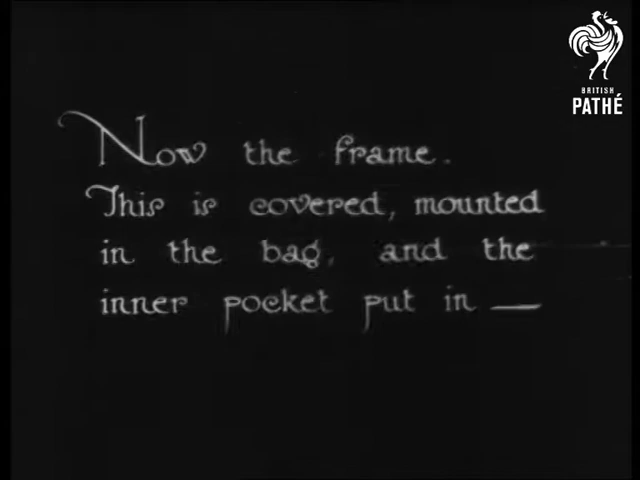 BRITISH
PATHÉ
Now the frame.
This is covered, mounted
in the bag, and the
inner pocket put in —